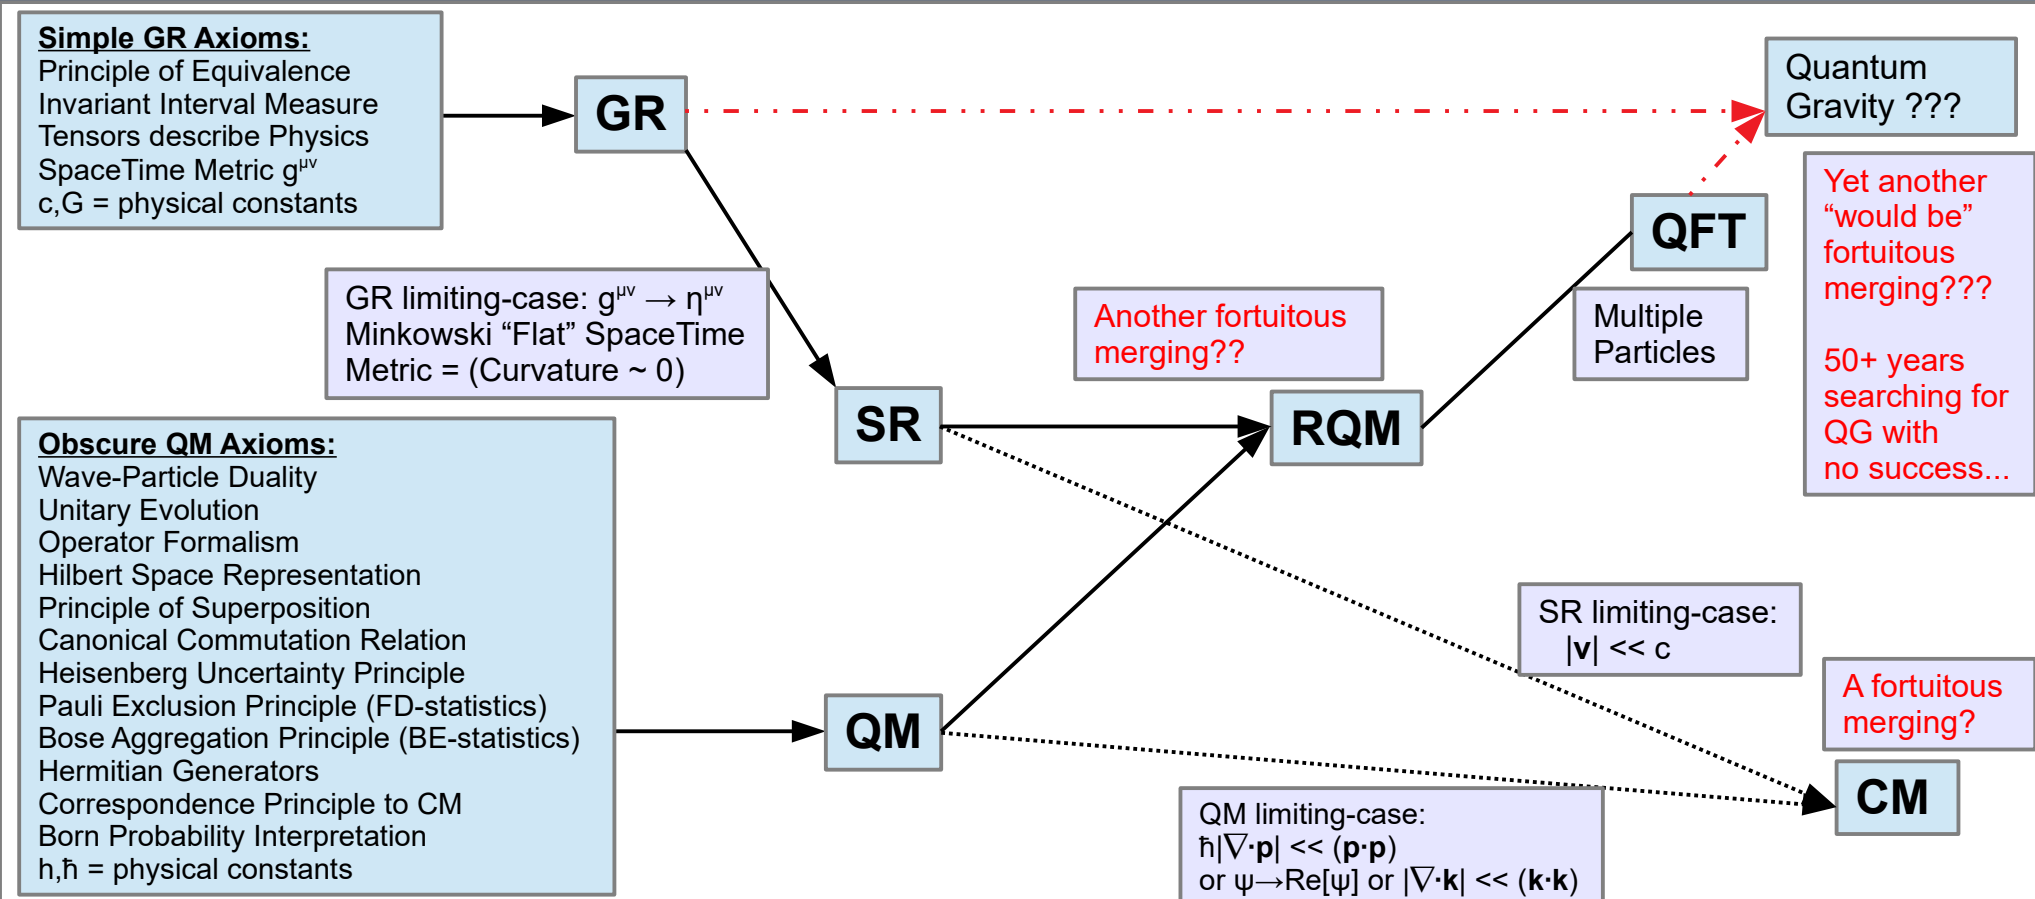 Simple GR Axioms:
Principle of Equivalence
Invariant Interval Measure
Tensors describe Physics
SpaceTime Metric g^μν
c,G = physical constants
GR
Quantum
Gravity ???
Yet another
“would be”
fortuitous
merging???
50+ years
searching for
QG with
no success...
QFT
Multiple
Particles
GR limiting-case: g^μν → η^μν
Minkowski “Flat” SpaceTime
Metric = (Curvature ~ 0)
Another fortuitous
merging??
SR
RQM
Obscure QM Axioms:
Wave-Particle Duality
Unitary Evolution
Operator Formalism
Hilbert Space Representation
Principle of Superposition
Canonical Commutation Relation
Heisenberg Uncertainty Principle
Pauli Exclusion Principle (FD-statistics)
Bose Aggregation Principle (BE-statistics)
Hermitian Generators
Correspondence Principle to CM
Born Probability Interpretation
h,ħ = physical constants
QM
SR limiting-case:
|v| << c
A fortuitous
merging?
CM
QM limiting-case:
ħ|∇·p| << (p·p)
or ψ→Re[ψ] or |∇·k| << (k·k)